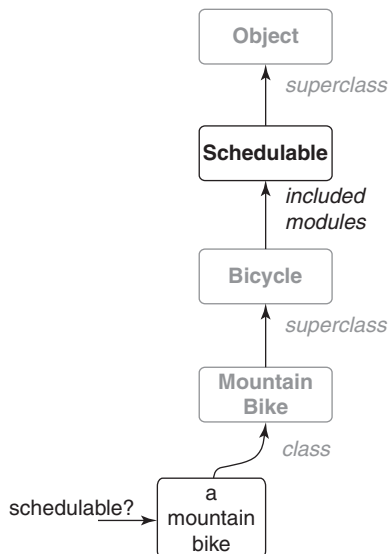 Object
superclass
Schedulable
included
modules
Bicycle
superclass
Mountain
Bike
class
schedulable?
a
mountain
bike